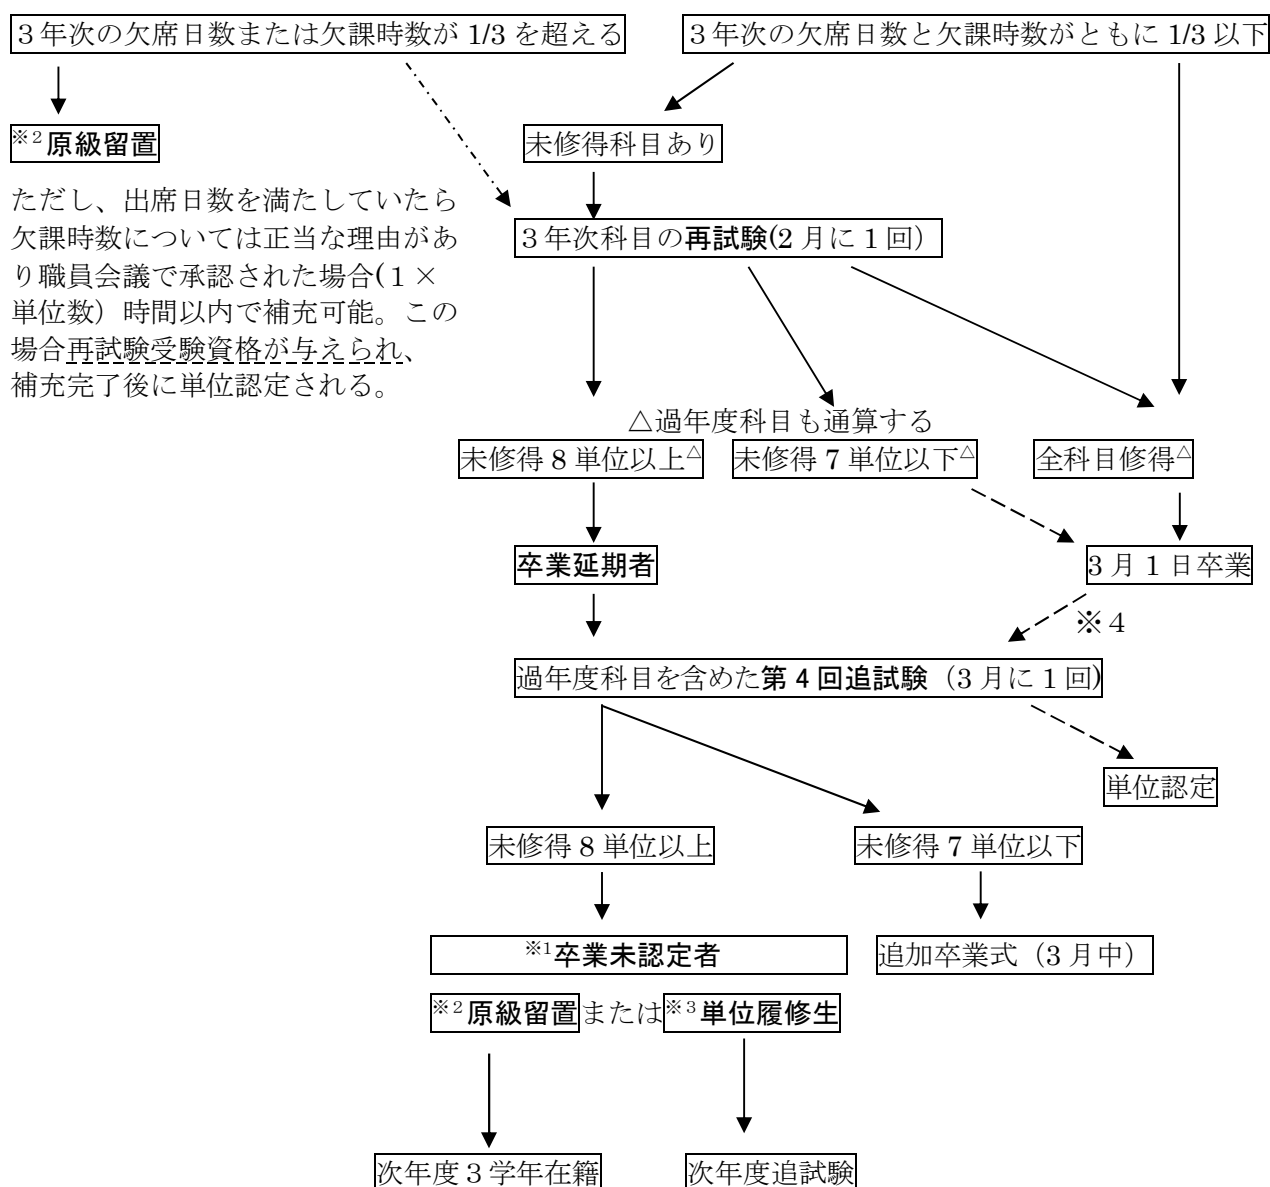 ３年次の欠席日数または欠課時数が 1/3 を超える
３年次の欠席日数と欠課時数がともに 1/3 以下
※２原級留置
未修得科目あり
ただし、出席日数を満たしていたら
欠課時数については正当な理由があ
り職員会議で承認された場合(１×
単位数）時間以内で補充可能。この
場合再試験受験資格が与えられ、
補充完了後に単位認定される。
３年次科目の再試験(2 月に 1 回）
△過年度科目も通算する
未修得 8 単位以上△
未修得 7 単位以下△
全科目修得△
卒業延期者
3 月 1 日卒業
※４
過年度科目を含めた第 4 回追試験（3 月に 1 回)
単位認定
未修得 8 単位以上
未修得 7 単位以下
※1卒業未認定者
追加卒業式（3 月中）
※２原級留置または※３単位履修生
次年度３学年在籍
次年度追試験